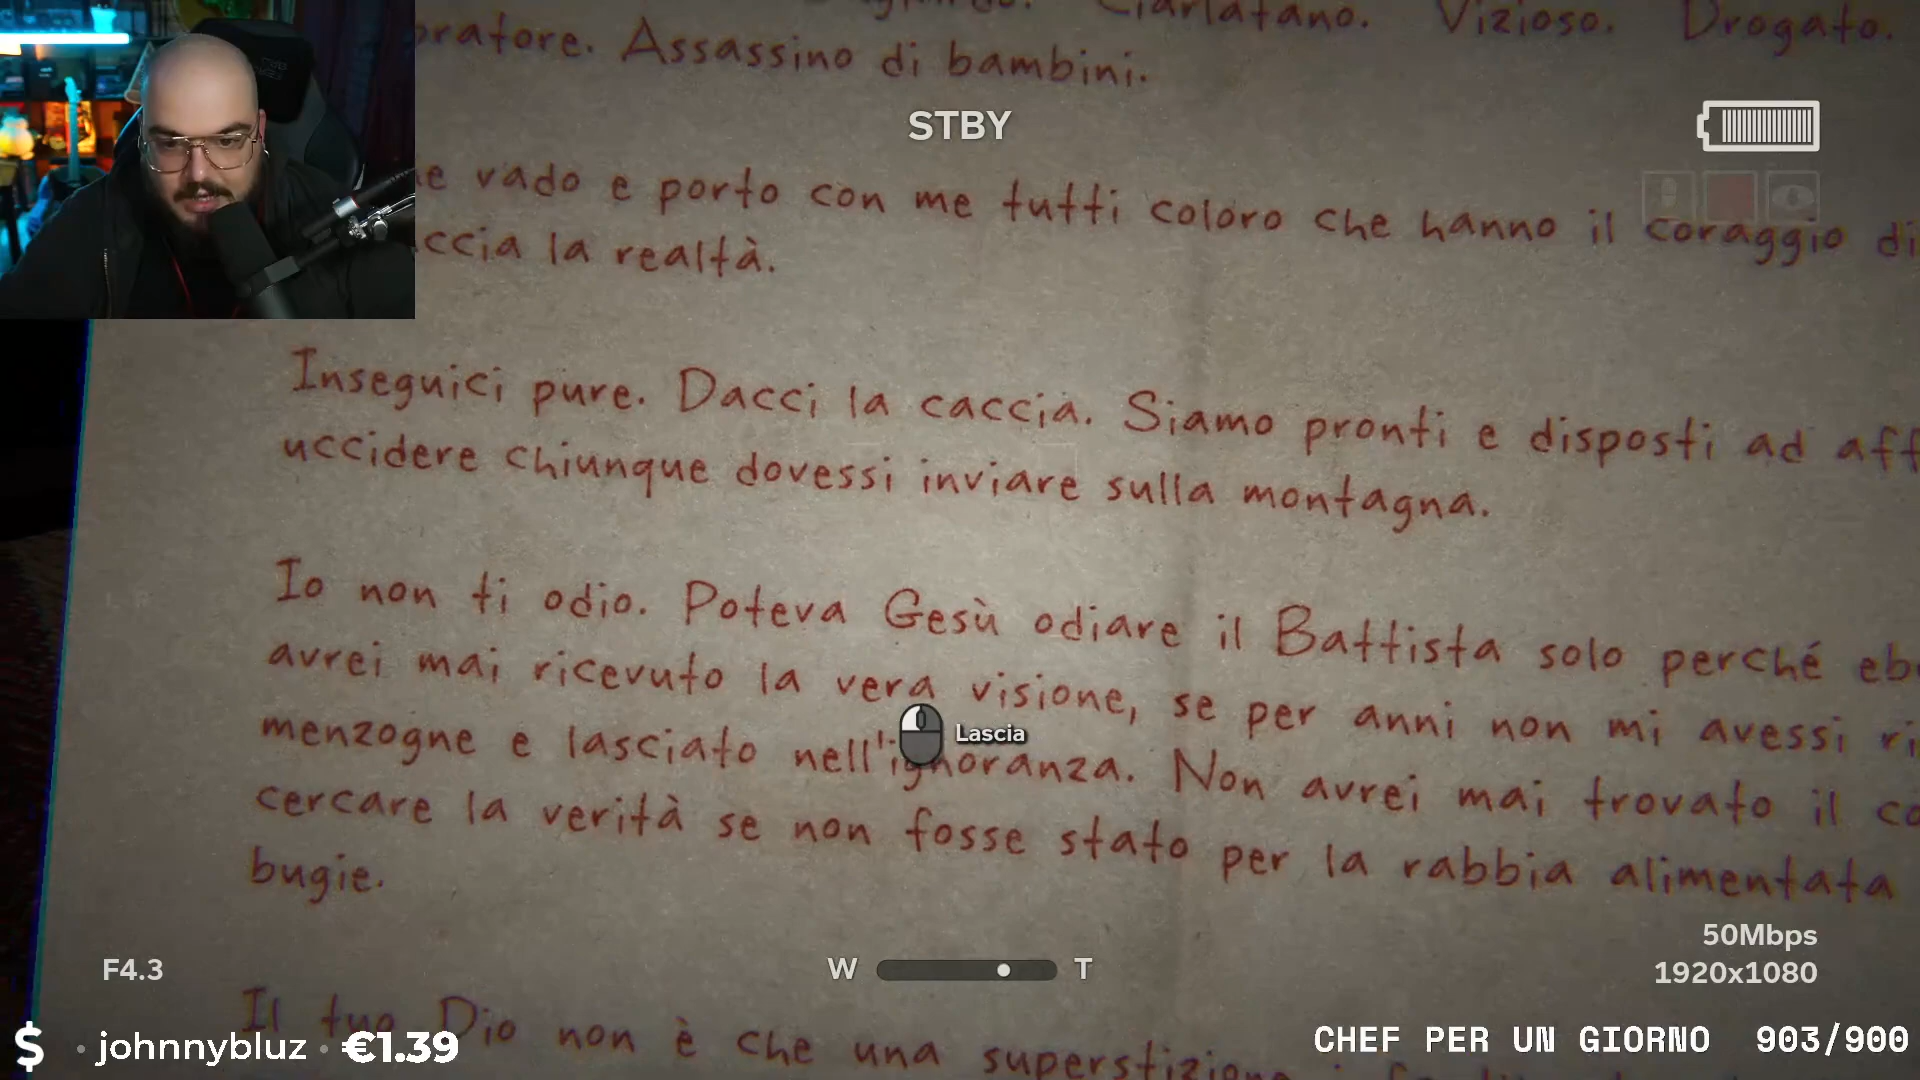 Ciarlatano. Vizioso. Drogato.
Assassino di bambini.
STBY
vado e porto con me tutti coloro che hanno il coraggio di
la realtà.
Inseguici pure. Dacci la caccia. Siamo pronti e disposti ad
uccidere chiunque dovessi inviare sulla montagna.
Io non ti odio. Poteva Gesù odiare il Battista solo perché
avrei mai ricevuto la vera visione, se per anni non mi avessi
menzogne e lasciato nell'ignoranza. Non avrei mai trovato il
Lascia
cercare la verità se non fosse stato per la rabbia alimentata
bugie.
50Mbps
F4.3
W T
1920x1080
Il tuo Dio non è che una
$ • johnnybluz • €1.39
CHEF PER UN GIORNO 903/900